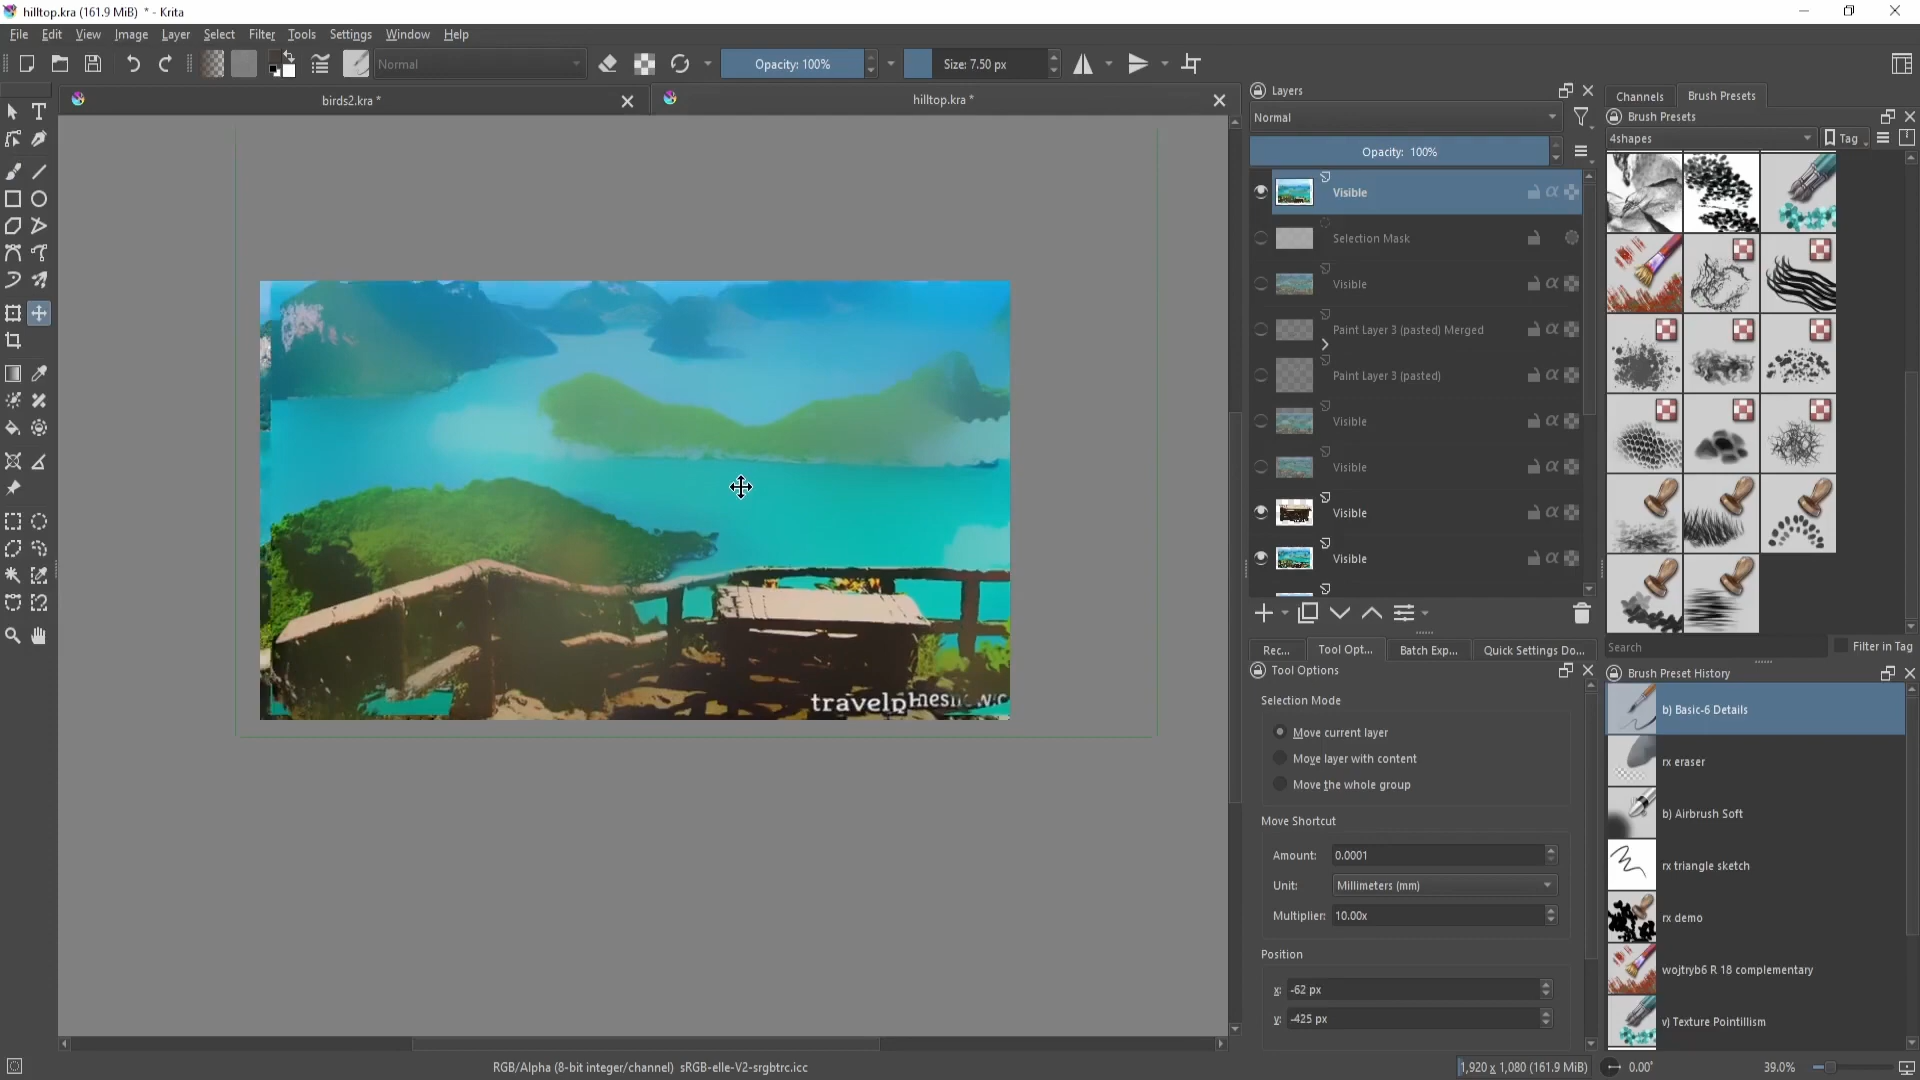 hilltop.kra (161.9 MiB) * - Krita
File Edit View Image Layer Select Filter Tools Settings Window Help
Normal
Opacity: 100%
Size: 7.50 px
birds2.kra *
hilltop.kra *
Layers
Normal
Opacity: 100%
Visible
Selection Mask
Visible
Paint Layer 3 (pasted) Merged
Paint Layer 3 (pasted)
Visible
Visible
Visible
Visible
Rec...
Tool Opt...
Batch Exp...
Quick Settings Do...
Tool Options
Selection Mode
Move current layer
Move layer with content
Move the whole group
Move Shortcut
Amount: 0.0001
Unit: Millimeters (mm)
Multiplier: 10.00x
Position
x: -62 px
y: -425 px
Channels
Brush Presets
Brush Presets
4shapes
Tag
Search
Filter in Tag
Brush Preset History
b) Basic-6 Details
rx eraser
b) Airbrush Soft
rx triangle sketch
rx demo
wojtryb6 R 18 complementary
v) Texture Pointillism
RGB/Alpha (8-bit integer/channel) sRGB-elle-V2-srgbtrc.icc
1,920 x 1,080 (161.9 MiB)
0.00°
39.0%